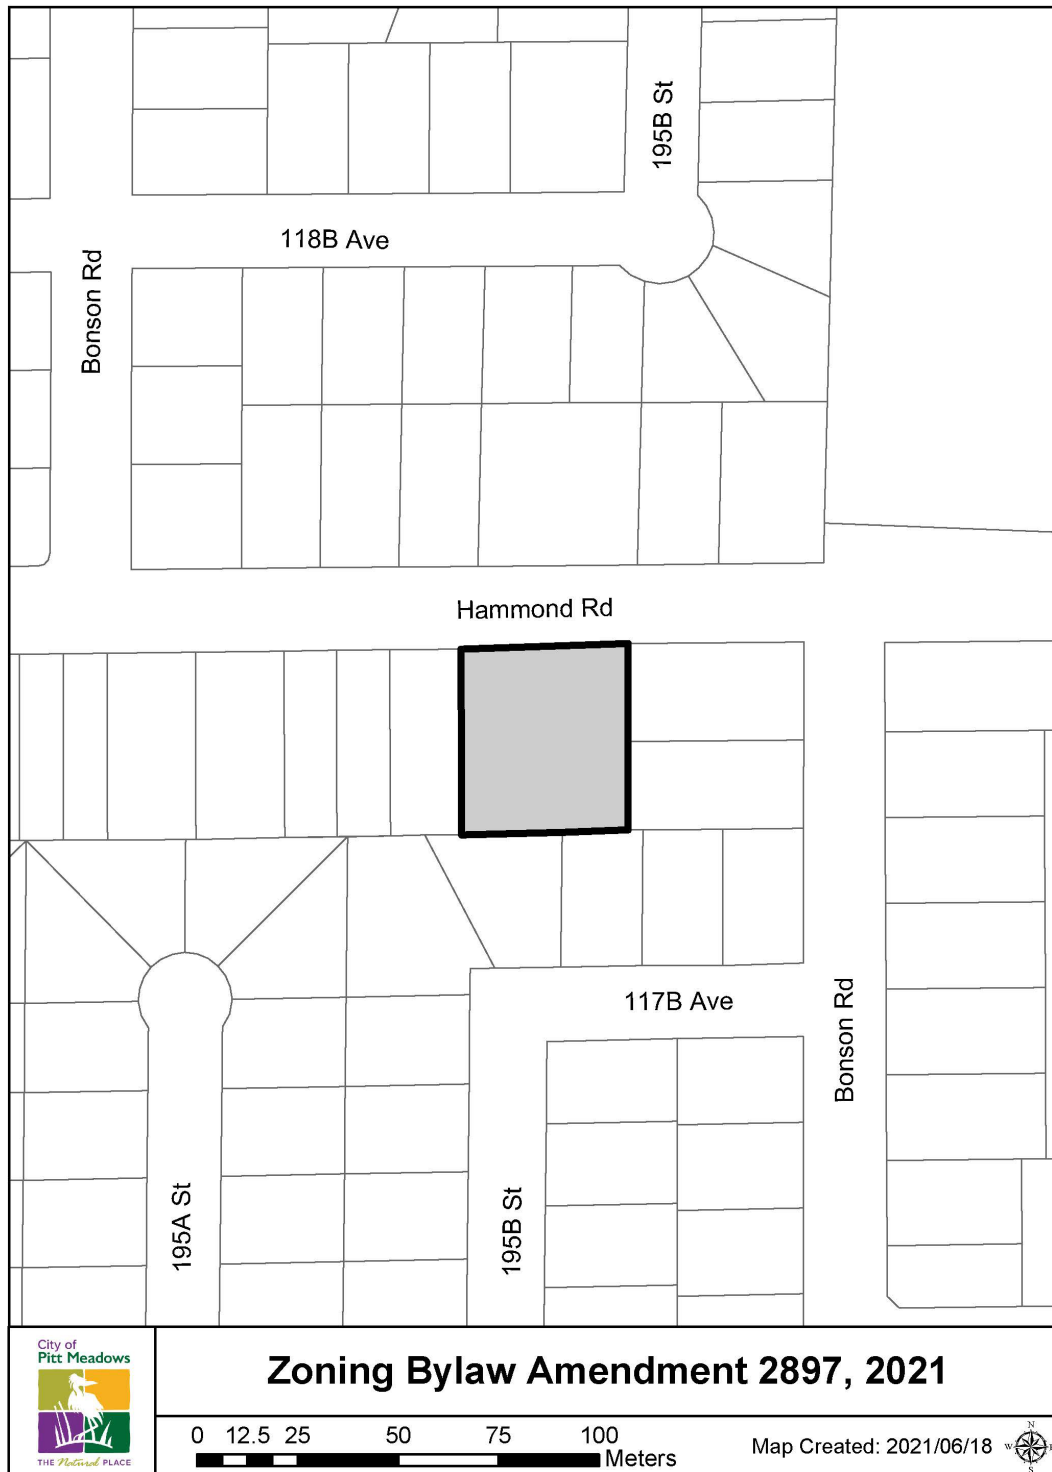 195B St
118B Ave
Bonson Rd
Hammond Rd
117B Ave
Bonson Rd
195A St
195B St
City of
Pitt Meadows
THE Natural PLACE
Zoning Bylaw Amendment 2897, 2021
0 12.5 25 50 75 100
Meters
Map Created: 2021/06/18
N
W E
S